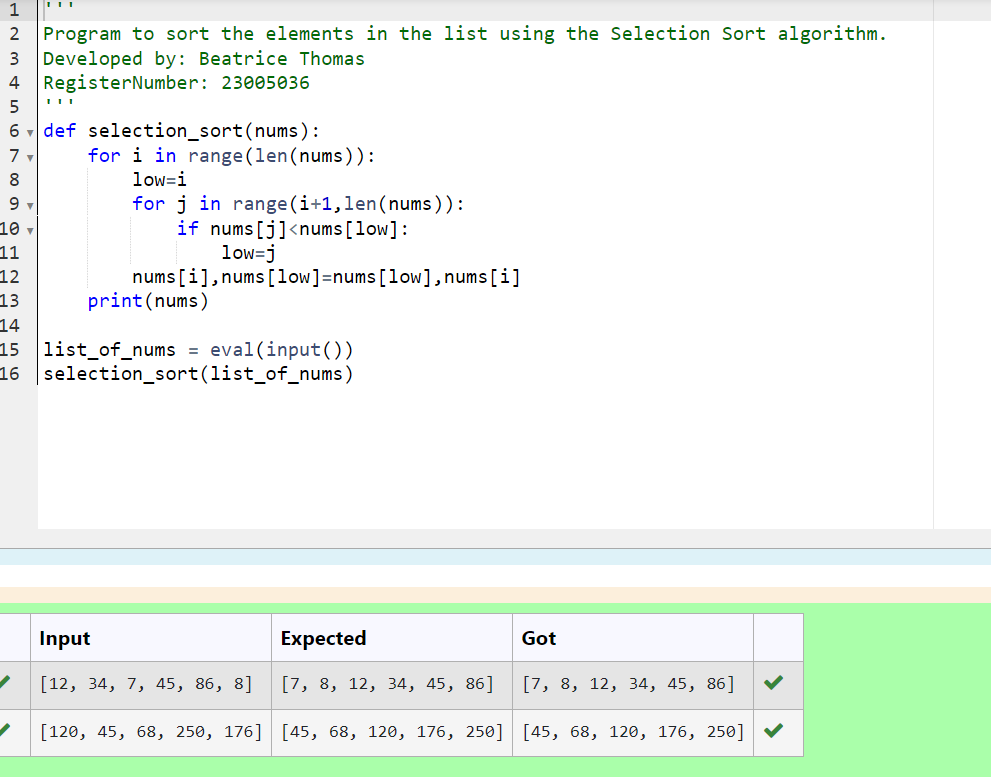 1 '''
2 Program to sort the elements in the list using the Selection Sort algorithm.
3 Developed by: Beatrice Thomas
4 RegisterNumber: 23005036
5 '''
6 def selection_sort(nums):
7     for i in range(len(nums)):
8         low=i
9         for j in range(i+1,len(nums)):
10             if nums[j]<nums[low]:
11                 low=j
12         nums[i],nums[low]=nums[low],nums[i]
13     print(nums)
14
15 list_of_nums = eval(input())
16 selection_sort(list_of_nums)
Input Expected Got
[12, 34, 7, 45, 86, 8] [7, 8, 12, 34, 45, 86] [7, 8, 12, 34, 45, 86]
[120, 45, 68, 250, 176] [45, 68, 120, 176, 250] [45, 68, 120, 176, 250]